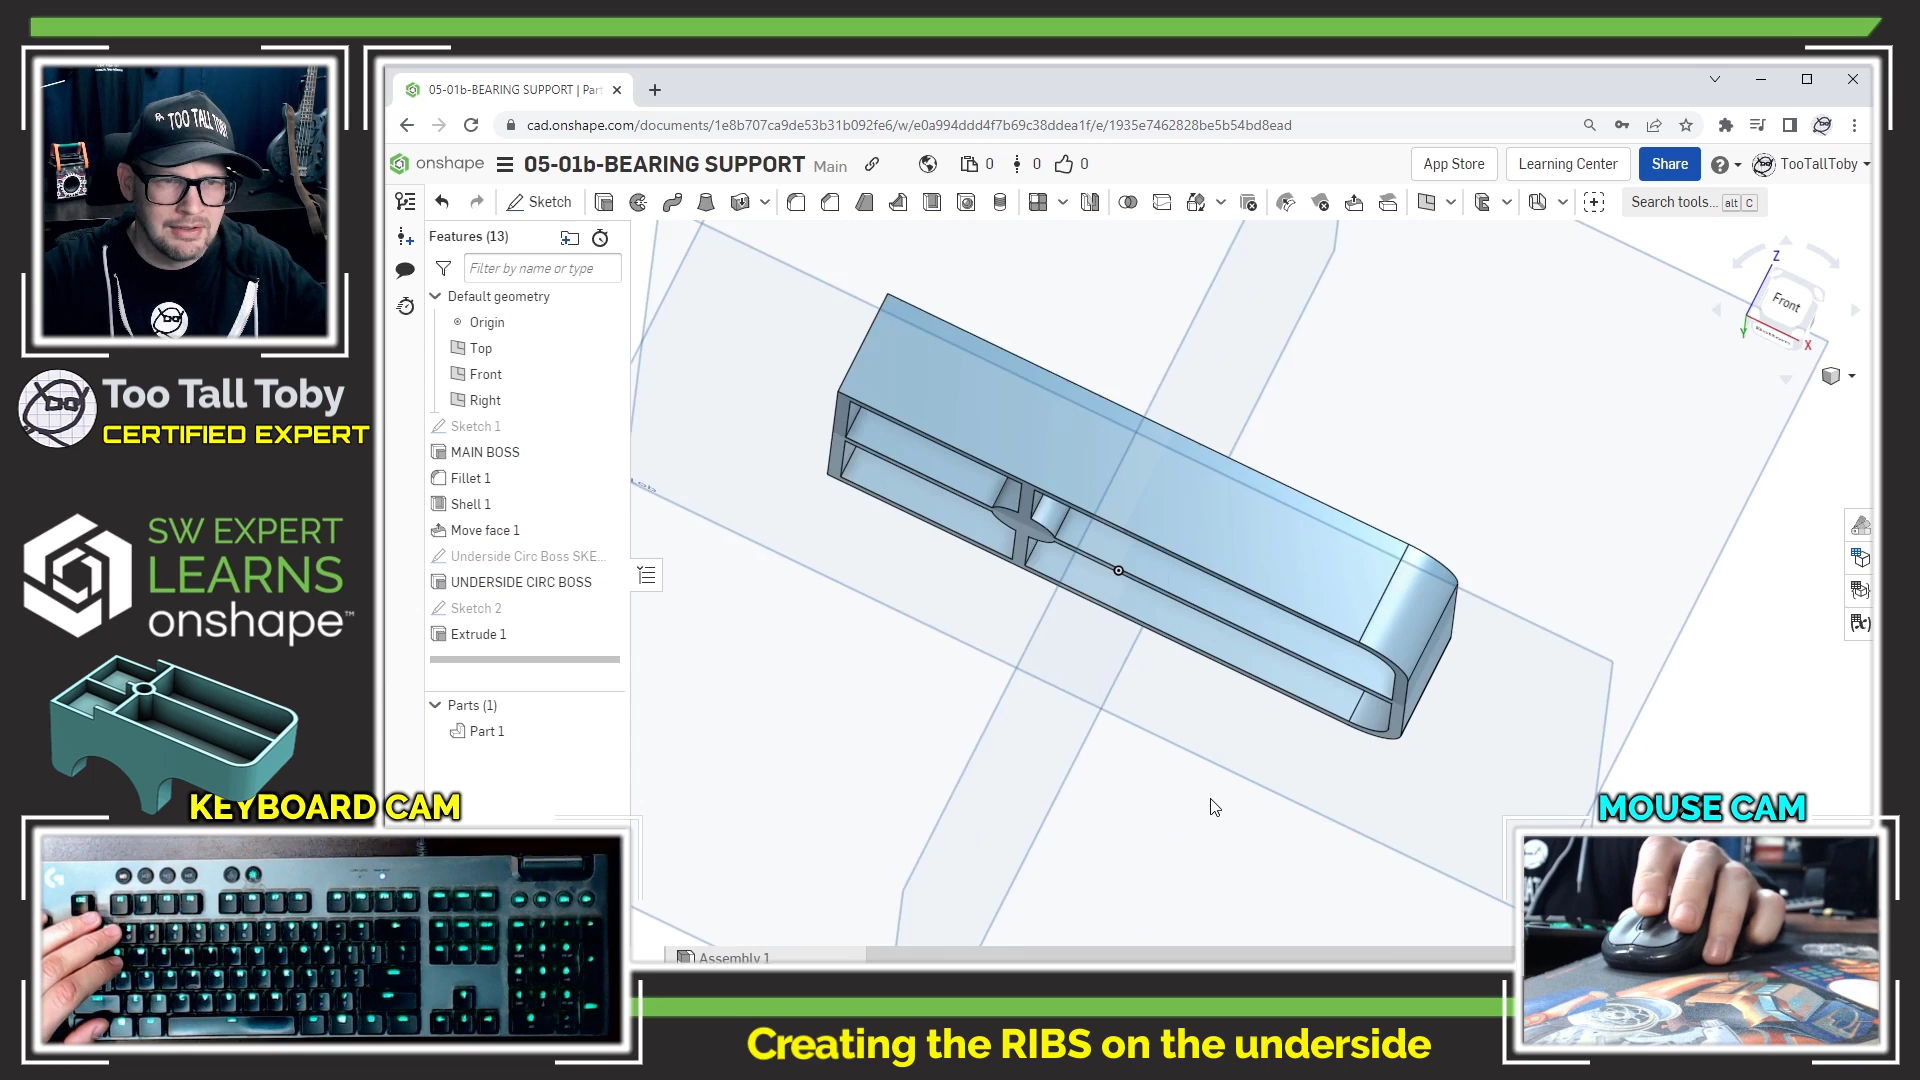 05-01b-BEARING SUPPORT | Part
cad.onshape.com/documents/1e8b707ca9de53b31b092fe6/w/e0a994ddd4f7b69c38ddea1f/e/1935e7462828be5b54bd8ead
onshape
05-01b-BEARING SUPPORT Main
0 0 0
App Store
Learning Center
Share
TooTallToby
Sketch
Search tools... alt C
Features (13)
Filter by name or type
Default geometry
Origin
Top
Front
Right
Sketch 1
MAIN BOSS
Fillet 1
Shell 1
Move face 1
Underside Circ Boss SKE...
UNDERSIDE CIRC BOSS
Sketch 2
Extrude 1
Parts (1)
Part 1
Z
Front
Y
X
Assembly 1
TOO TALL TOBY
Too Tall Toby
CERTIFIED EXPERT
SW EXPERT
LEARNS
onshape™
KEYBOARD CAM
MOUSE CAM
Creating the RIBS on the underside